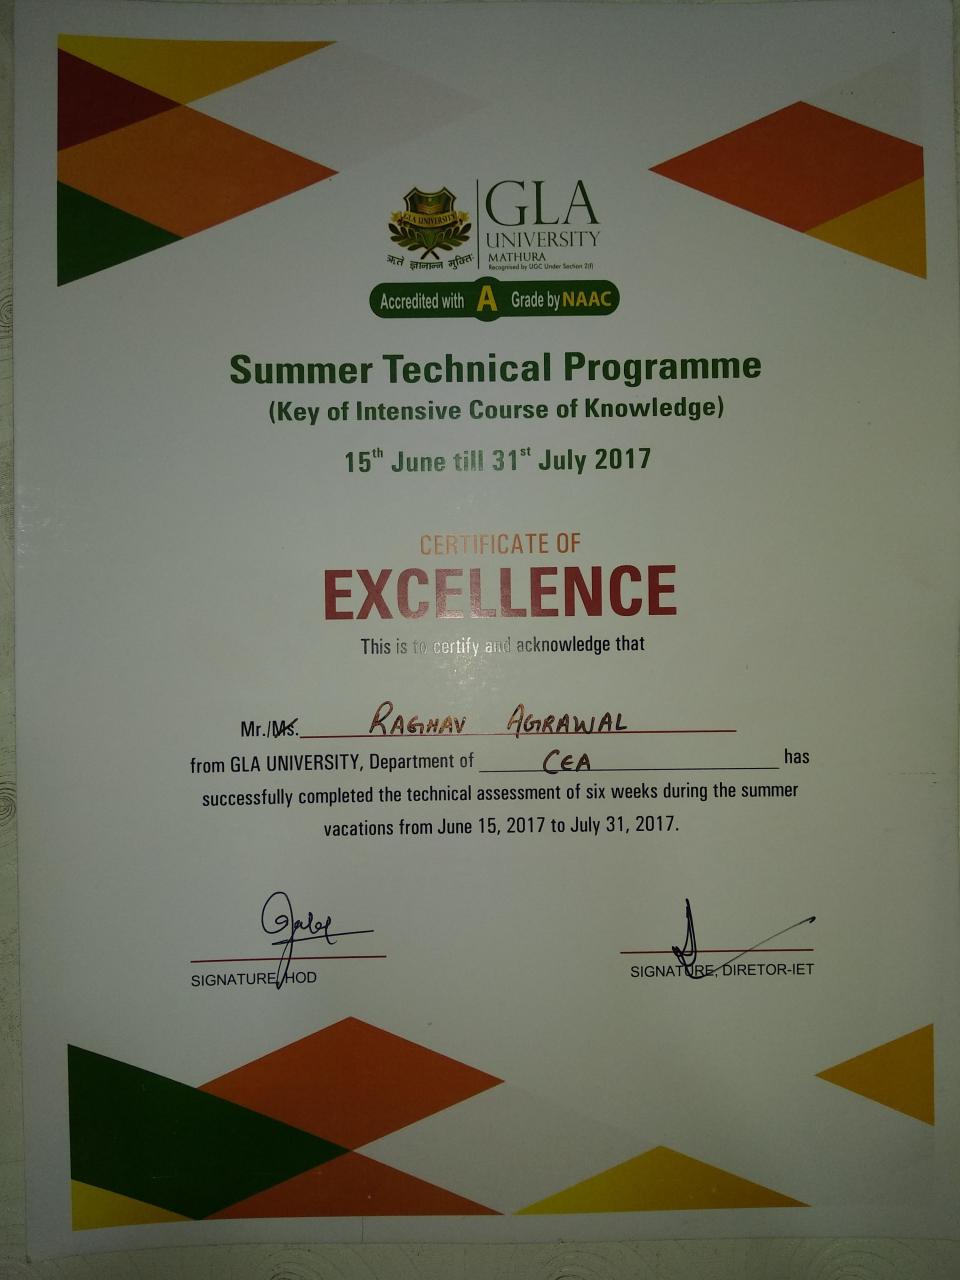 GLA UNIVERSITY
ऋते ज्ञानान्न मुक्तिः
GLA
UNIVERSITY
MATHURA
Recognised by UGC Under Section 2(f)
Accredited with A Grade by NAAC
Summer Technical Programme
(Key of Intensive Course of Knowledge)
15th June till 31st July 2017
CERTIFICATE OF
EXCELLENCE
This is to certify and acknowledge that
Mr./Ms. RAGHAV AGRAWAL
from GLA UNIVERSITY, Department of CEA has
successfully completed the technical assessment of six weeks during the summer
vacations from June 15, 2017 to July 31, 2017.
SIGNATURE, HOD
SIGNATURE, DIRETOR-IET